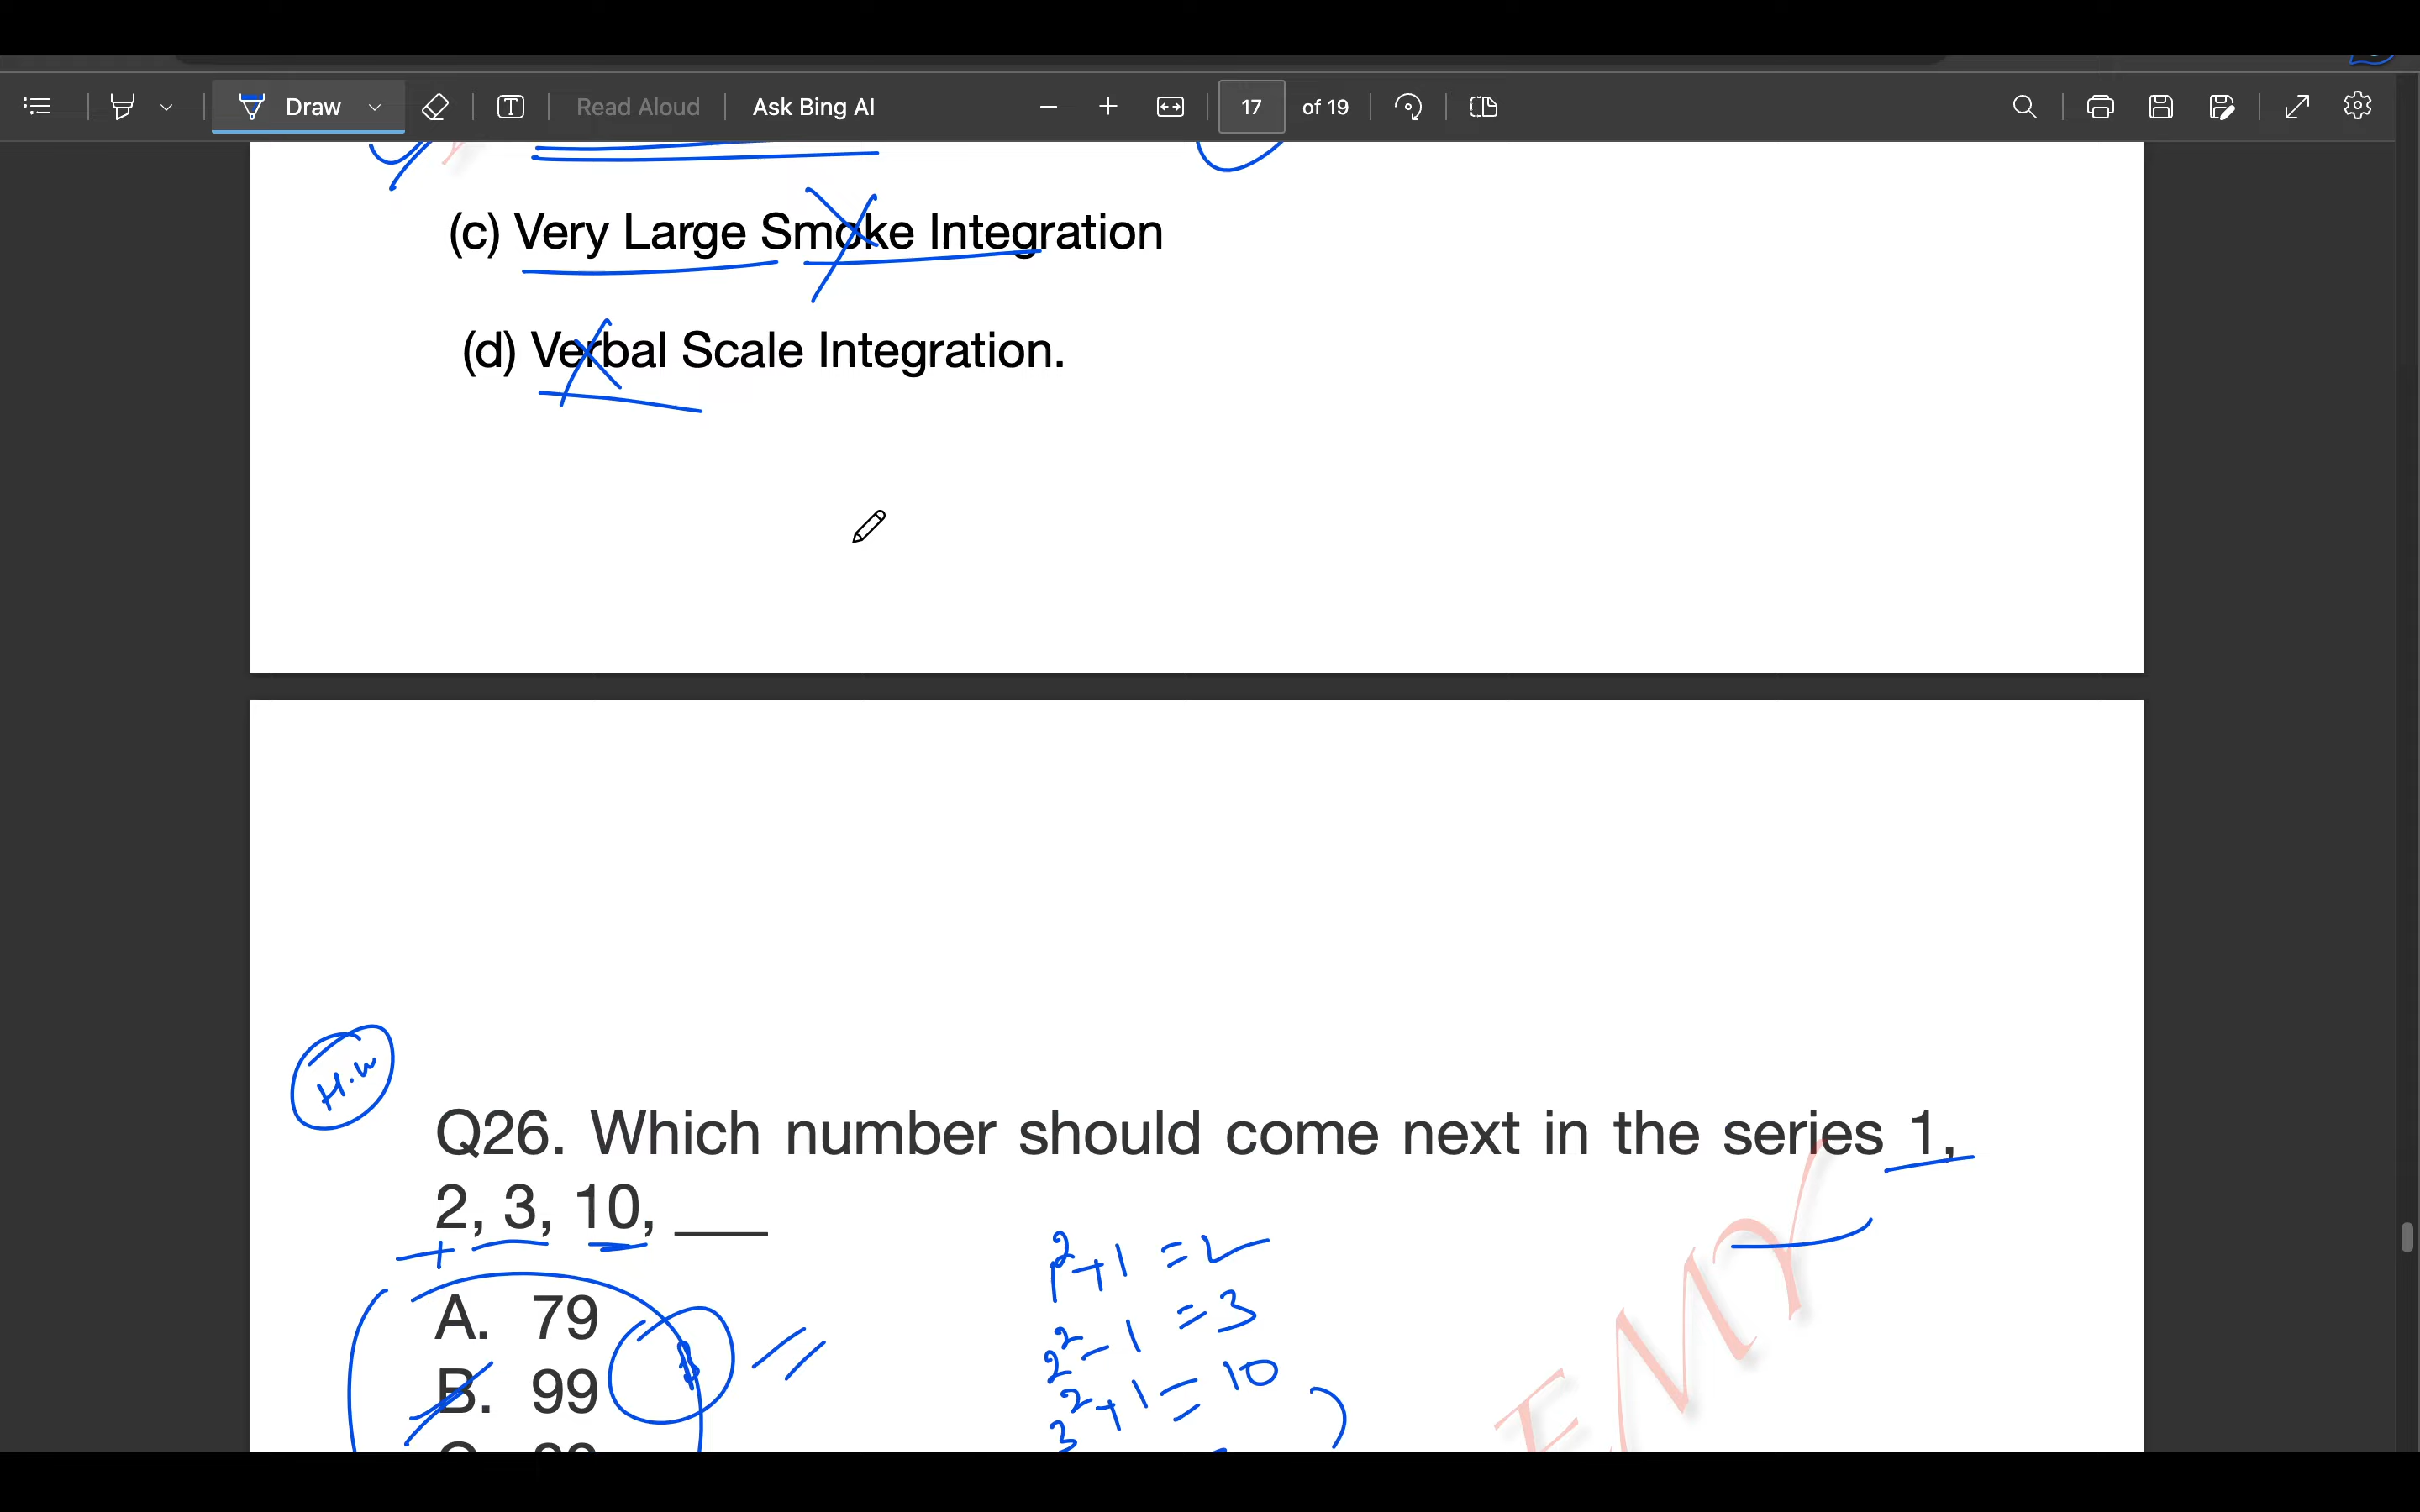 Draw
Read Aloud
Ask Bing AI
17
of 19
(c) Very Large Smoke Integration
(d) Verbal Scale Integration.
H.W
Q26. Which number should come next in the series 1,
2, 3, 10, ___
1²+1 = 2
A. 79
2²-1 = 3
B. 99
3²+1 = 10
EMY